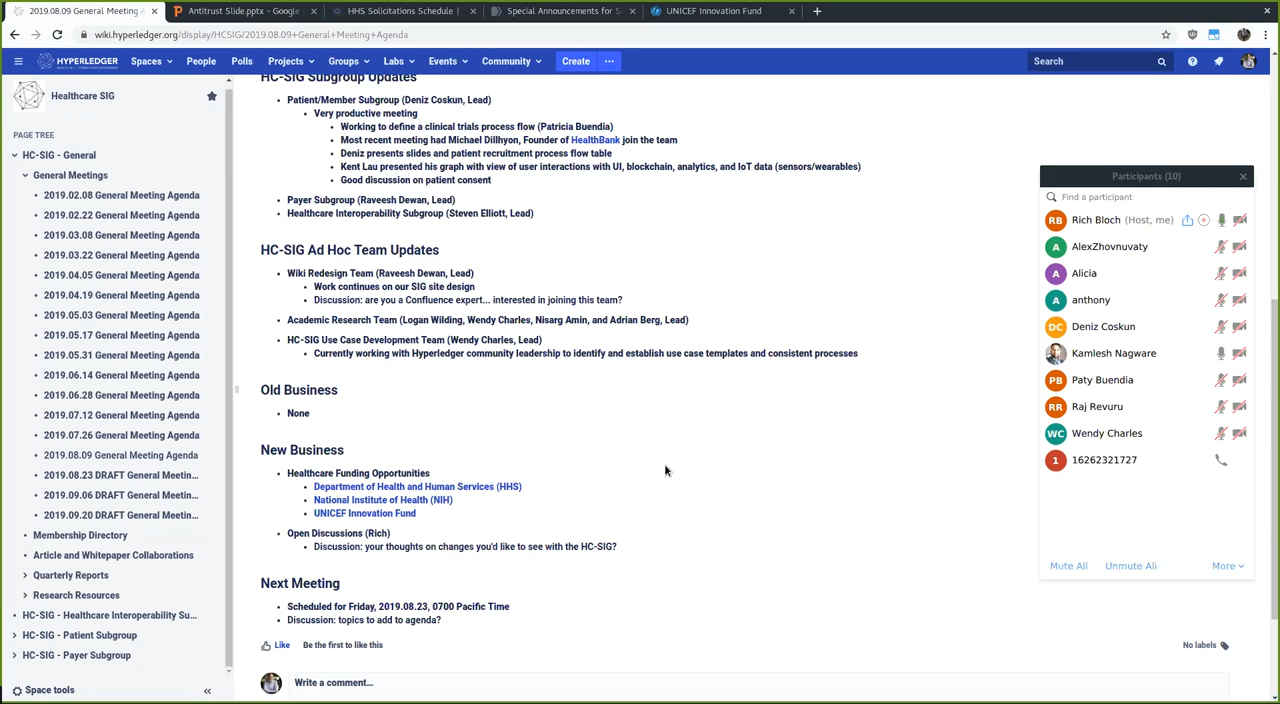 2019.08.09 General Meeting A
Antitrust Slide.pptx - Google
HHS Solicitations Schedule |
Special Announcements for S
UNICEF Innovation Fund
wiki.hyperledger.org/display/HCSIG/2019.08.09+General+Meeting+Agenda
HYPERLEDGER
Spaces
People
Polls
Projects
Groups
Labs
Events
Community
Create
Search
Healthcare SIG
PAGE TREE
HC-SIG - General
General Meetings
2019.02.08 General Meeting Agenda
2019.02.22 General Meeting Agenda
2019.03.08 General Meeting Agenda
2019.03.22 General Meeting Agenda
2019.04.05 General Meeting Agenda
2019.04.19 General Meeting Agenda
2019.05.03 General Meeting Agenda
2019.05.17 General Meeting Agenda
2019.05.31 General Meeting Agenda
2019.06.14 General Meeting Agenda
2019.06.28 General Meeting Agenda
2019.07.12 General Meeting Agenda
2019.07.26 General Meeting Agenda
2019.08.09 General Meeting Agenda
2019.08.23 DRAFT General Meetin...
2019.09.06 DRAFT General Meetin...
2019.09.20 DRAFT General Meetin...
Membership Directory
Article and Whitepaper Collaborations
Quarterly Reports
Research Resources
HC-SIG - Healthcare Interoperability Su...
HC-SIG - Patient Subgroup
HC-SIG - Payer Subgroup
Space tools
HC-SIG Subgroup Updates
Patient/Member Subgroup (Deniz Coskun, Lead)
Very productive meeting
Working to define a clinical trials process flow (Patricia Buendia)
Most recent meeting had Michael Dillhyon, Founder of HealthBank join the team
Deniz presents slides and patient recruitment process flow table
Kent Lau presented his graph with view of user interactions with UI, blockchain, analytics, and IoT data (sensors/wearables)
Good discussion on patient consent
Payer Subgroup (Raveesh Dewan, Lead)
Healthcare Interoperability Subgroup (Steven Elliott, Lead)
HC-SIG Ad Hoc Team Updates
Wiki Redesign Team (Raveesh Dewan, Lead)
Work continues on our SIG site design
Discussion: are you a Confluence expert... interested in joining this team?
Academic Research Team (Logan Wilding, Wendy Charles, Nisarg Amin, and Adrian Berg, Lead)
HC-SIG Use Case Development Team (Wendy Charles, Lead)
Currently working with Hyperledger community leadership to identify and establish use case templates and consistent processes
Old Business
None
New Business
Healthcare Funding Opportunities
Department of Health and Human Services (HHS)
National Institute of Health (NIH)
UNICEF Innovation Fund
Open Discussions (Rich)
Discussion: your thoughts on changes you'd like to see with the HC-SIG?
Next Meeting
Scheduled for Friday, 2019.08.23, 0700 Pacific Time
Discussion: topics to add to agenda?
Like
Be the first to like this
No labels
Write a comment...
Participants (10)
Find a participant
RB Rich Bloch (Host, me)
A AlexZhovnuvaty
A Alicia
A anthony
DC Deniz Coskun
Kamlesh Nagware
PB Paty Buendia
RR Raj Revuru
WC Wendy Charles
1 16262321727
Mute All
Unmute All
More